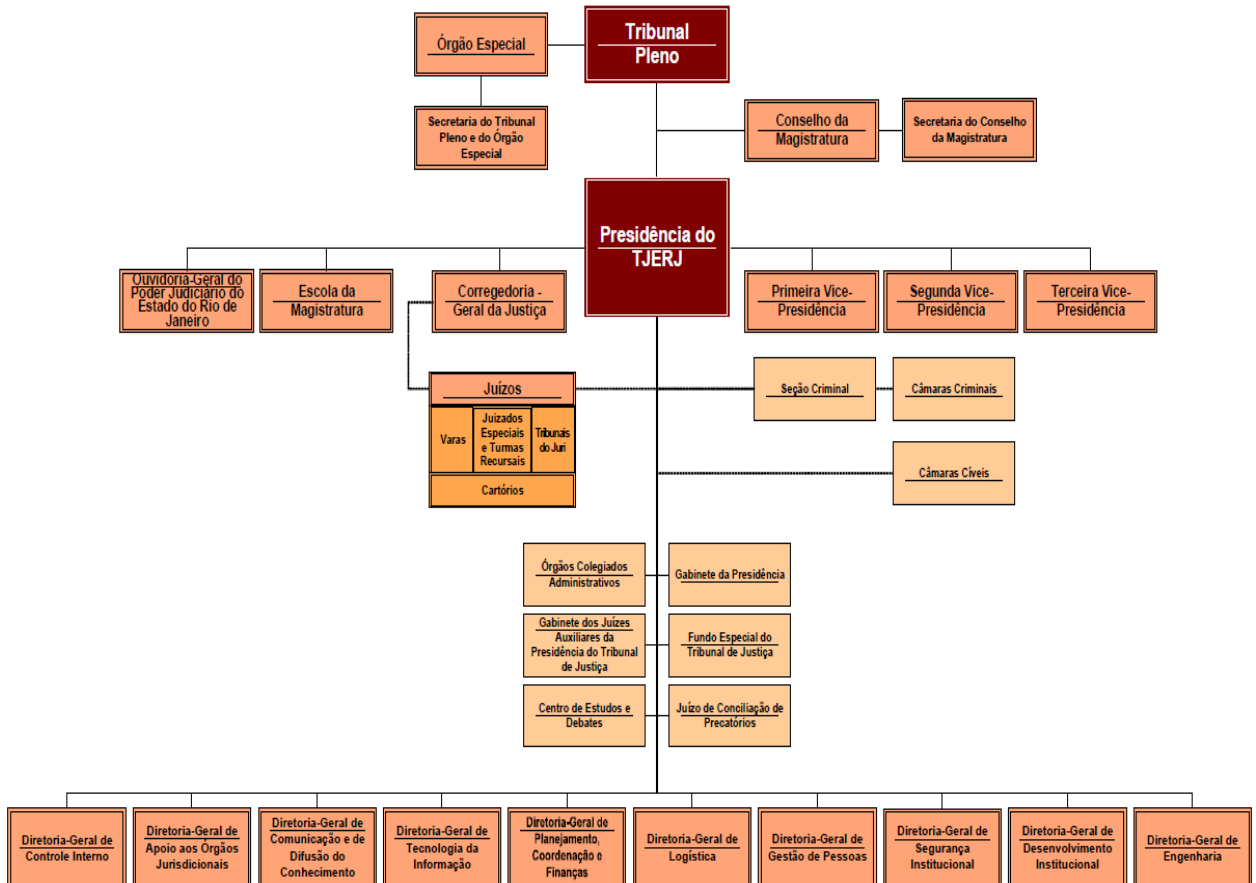 Órgão Especial
Tribunal
Pleno
Secretaria do Tribunal
Pleno e do Órgão
Especial
Conselho da
Magistratura
Secretaria do Conselho
da Magistratura
Presidência do
TJERJ
Ouvidoria-Geral do
Poder Judiciário do
Estado do Rio de
Janeiro
Escola da
Magistratura
Corregedoria -
Geral da Justiça
Primeira Vice-
Presidência
Segunda Vice-
Presidência
Terceira Vice-
Presidência
Juízos
Varas
Juizados
Especiais
e Turmas
Recursais
Tribunais
do Juri
Cartórios
Seção Criminal
Câmaras Criminais
Câmaras Cíveis
Órgãos Colegiados
Administrativos
Gabinete da Presidência
Gabinete dos Juízes
Auxiliares da
Presidência do Tribunal
de Justiça
Fundo Especial do
Tribunal de Justiça
Centro de Estudos e
Debates
Juízo de Conciliação de
Precatórios
Diretoria-Geral de
Controle Interno
Diretoria-Geral de
Apoio aos Órgãos
Jurisdicionais
Diretoria-Geral de
Comunicação e de
Difusão do
Conhecimento
Diretoria-Geral de
Tecnologia da
Informação
Diretoria-Geral de
Planejamento,
Coordenação e
Finanças
Diretoria-Geral de
Logística
Diretoria-Geral de
Gestão de Pessoas
Diretoria-Geral de
Segurança
Institucional
Diretoria-Geral de
Desenvolvimento
Institucional
Diretoria-Geral de
Engenharia